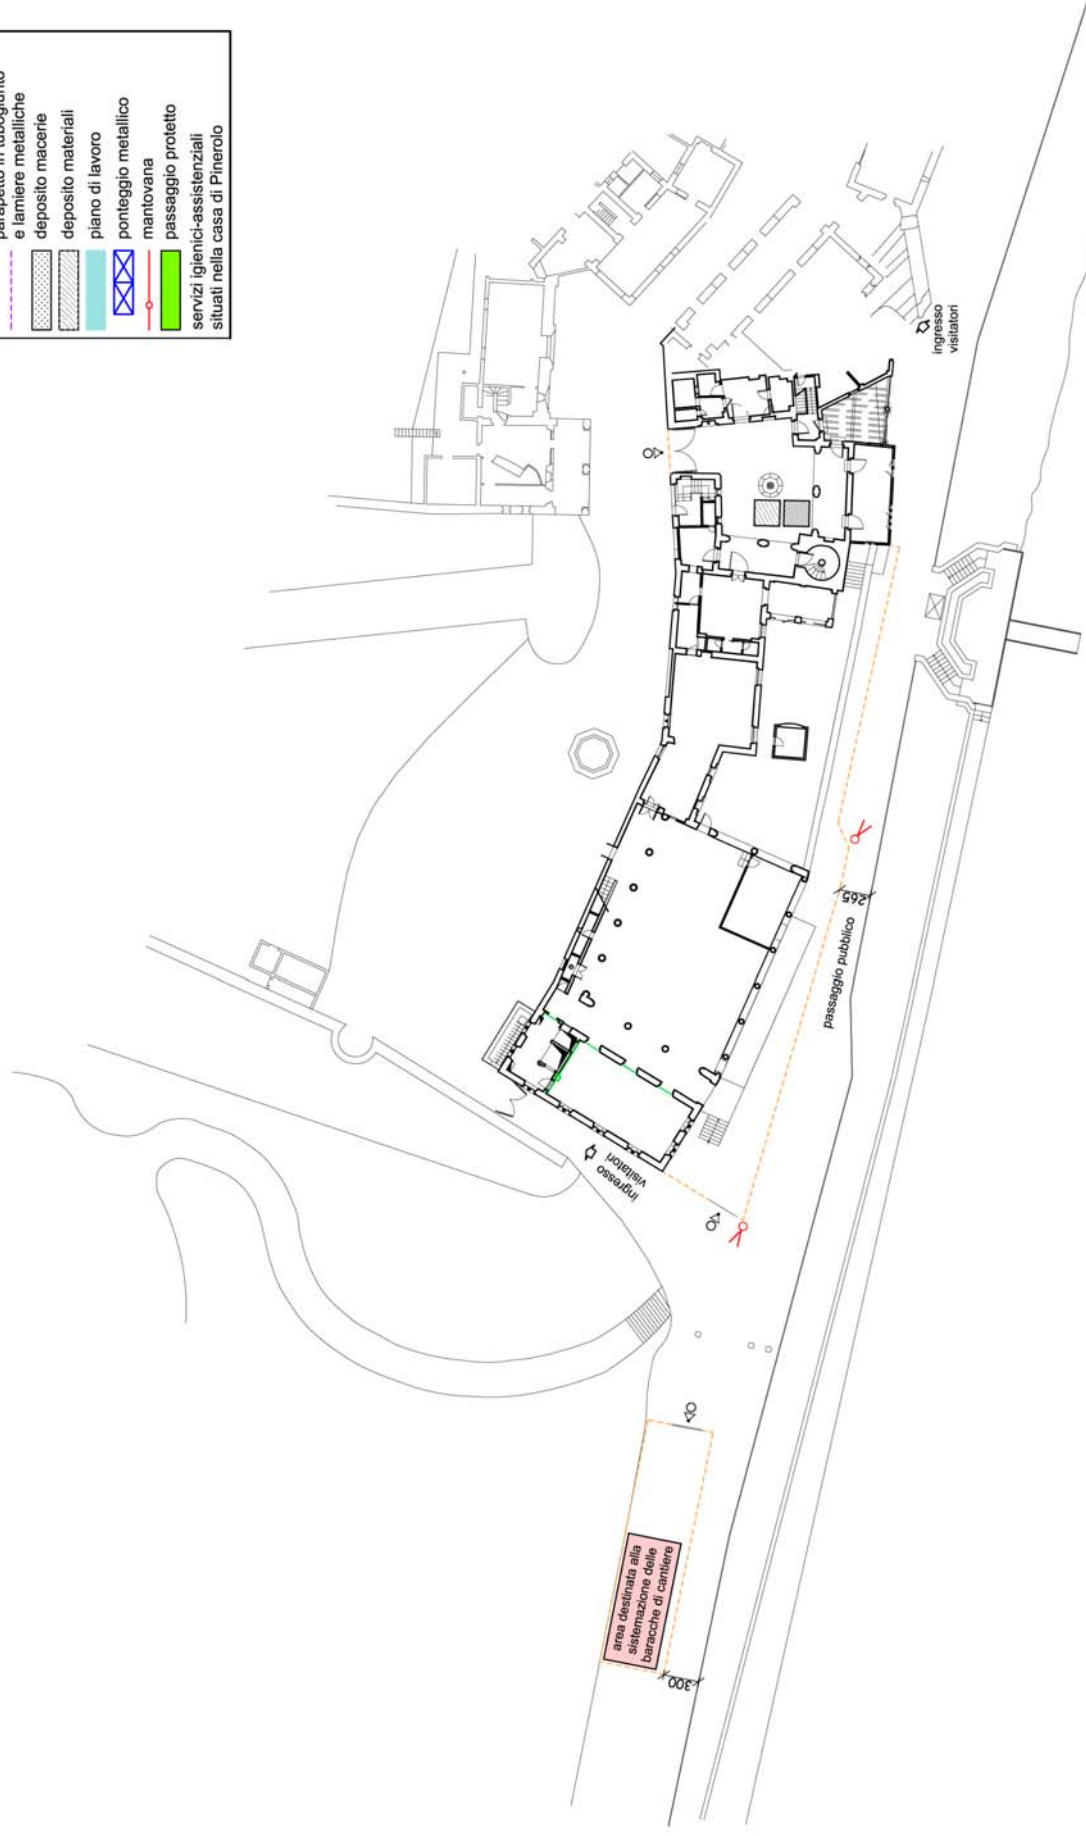 parapetto in tubogiunto
e lamiere metalliche
deposito macerie
deposito materiali
piano di lavoro
ponteggio metallico
mantovana
passaggio protetto
servizi igienici-assistenziali
situati nella casa di Pinerolo
ingresso
visitatori
265
passaggio pubblico
ingresso
visitatori
area destinata alla
sistemazione delle
baracche di cantiere
300